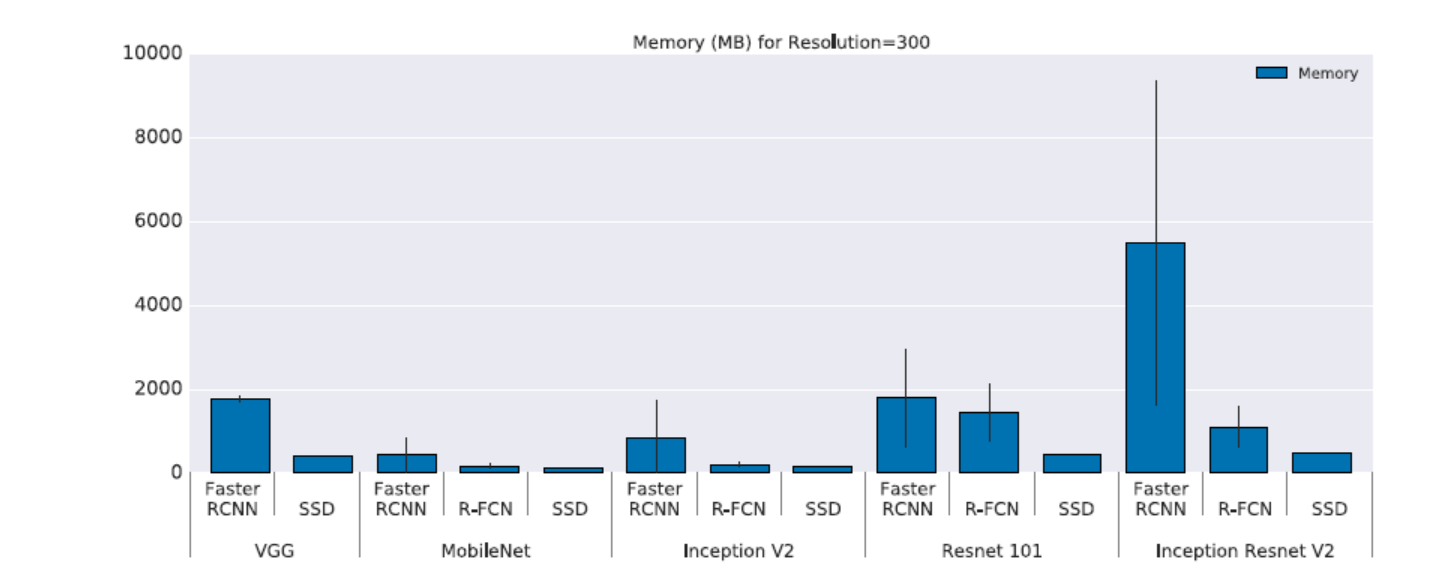 Memory (MB) for Resolution=300
10000
Memory
8000
6000
4000
2000
0
Faster RCNN SSD Faster RCNN R-FCN SSD Faster RCNN R-FCN SSD Faster RCNN R-FCN SSD Faster RCNN R-FCN SSD
VGG MobileNet Inception V2 Resnet 101 Inception Resnet V2